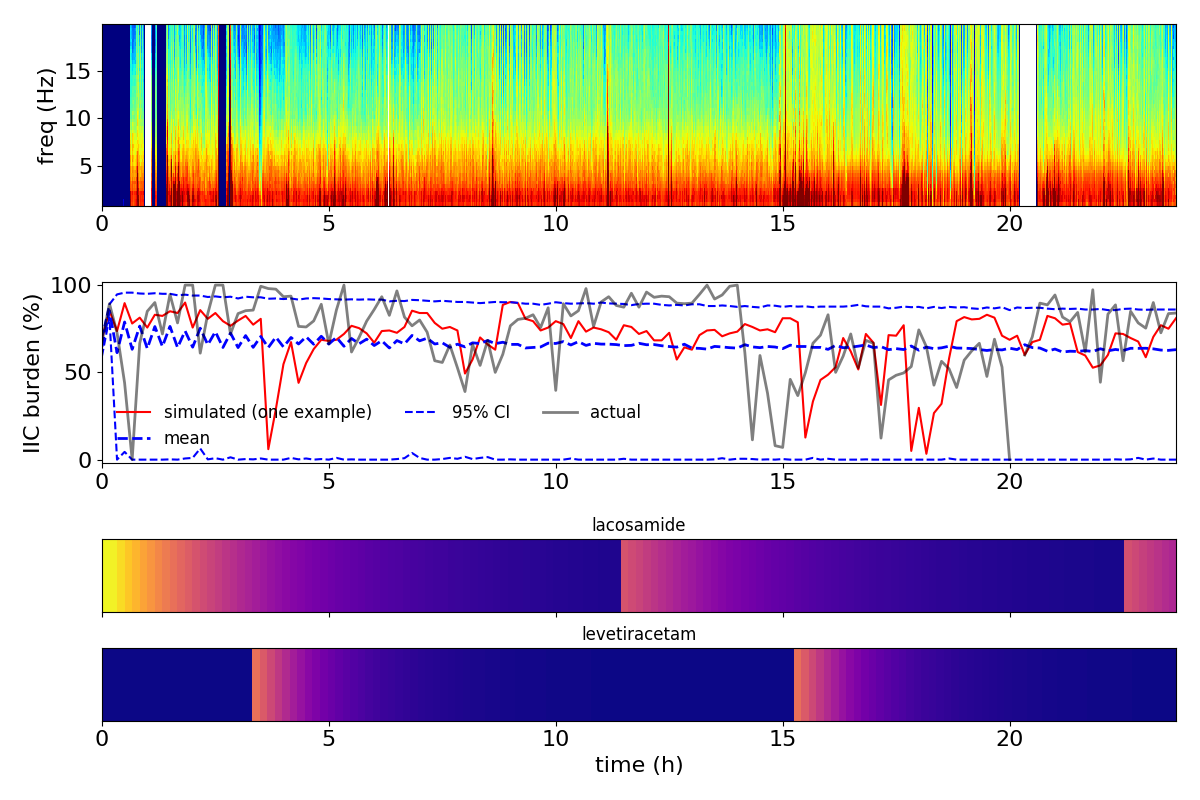 freq (Hz)
15
10
5
0 5 10 15 20
IIC burden (%)
100
50
0
simulated (one example) 95% CI actual
mean
0 5 10 15 20
lacosamide
levetiracetam
0 5 10 15 20
time (h)